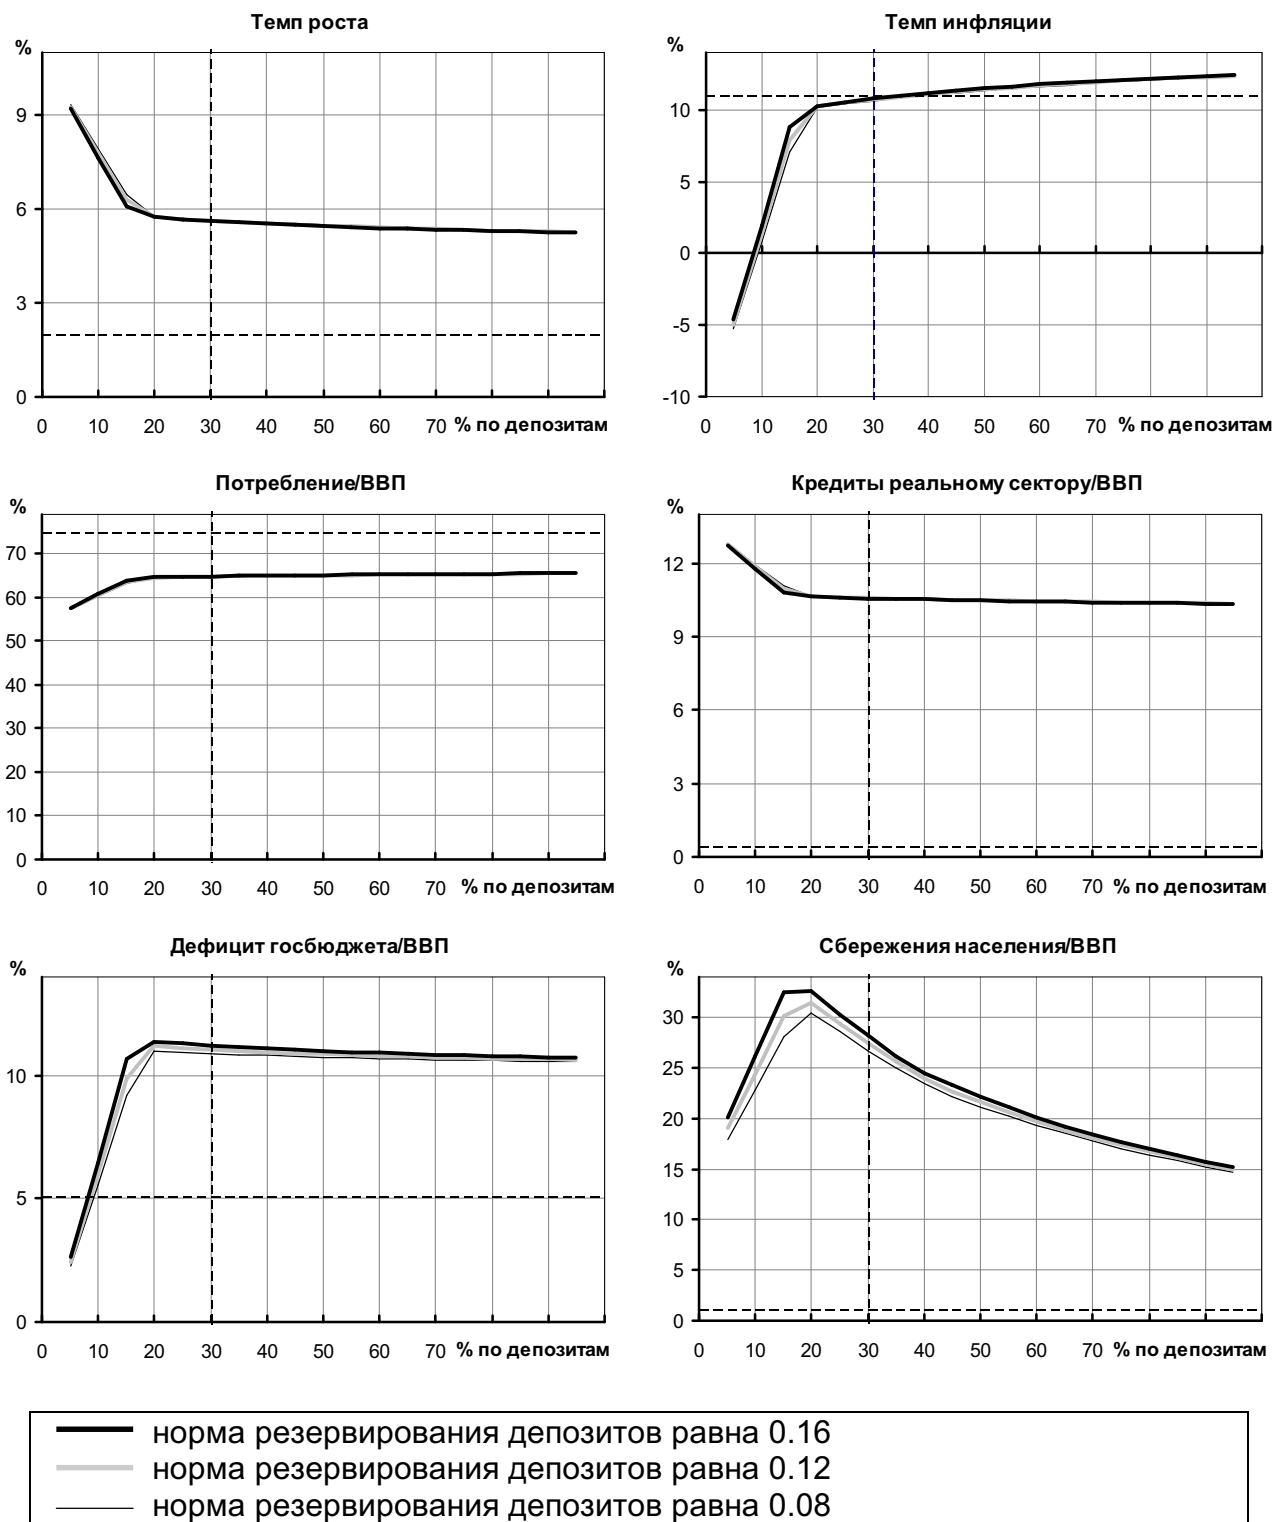 Темп роста
%
9
6
3
0
0 10 20 30 40 50 60 70 % по депозитам
Темп инфляции
%
10
5
0
-5
-10
0 10 20 30 40 50 60 70 % по депозитам
Потребление/ВВП
%
70
60
50
40
30
20
10
0
0 10 20 30 40 50 60 70 % по депозитам
Кредиты реальному сектору/ВВП
%
12
9
6
3
0
0 10 20 30 40 50 60 70 % по депозитам
Дефицит госбюджета/ВВП
%
10
5
0
0 10 20 30 40 50 60 70 % по депозитам
Сбережения населения/ВВП
%
30
25
20
15
10
5
0
0 10 20 30 40 50 60 70 % по депозитам
норма резервирования депозитов равна 0.16
норма резервирования депозитов равна 0.12
норма резервирования депозитов равна 0.08